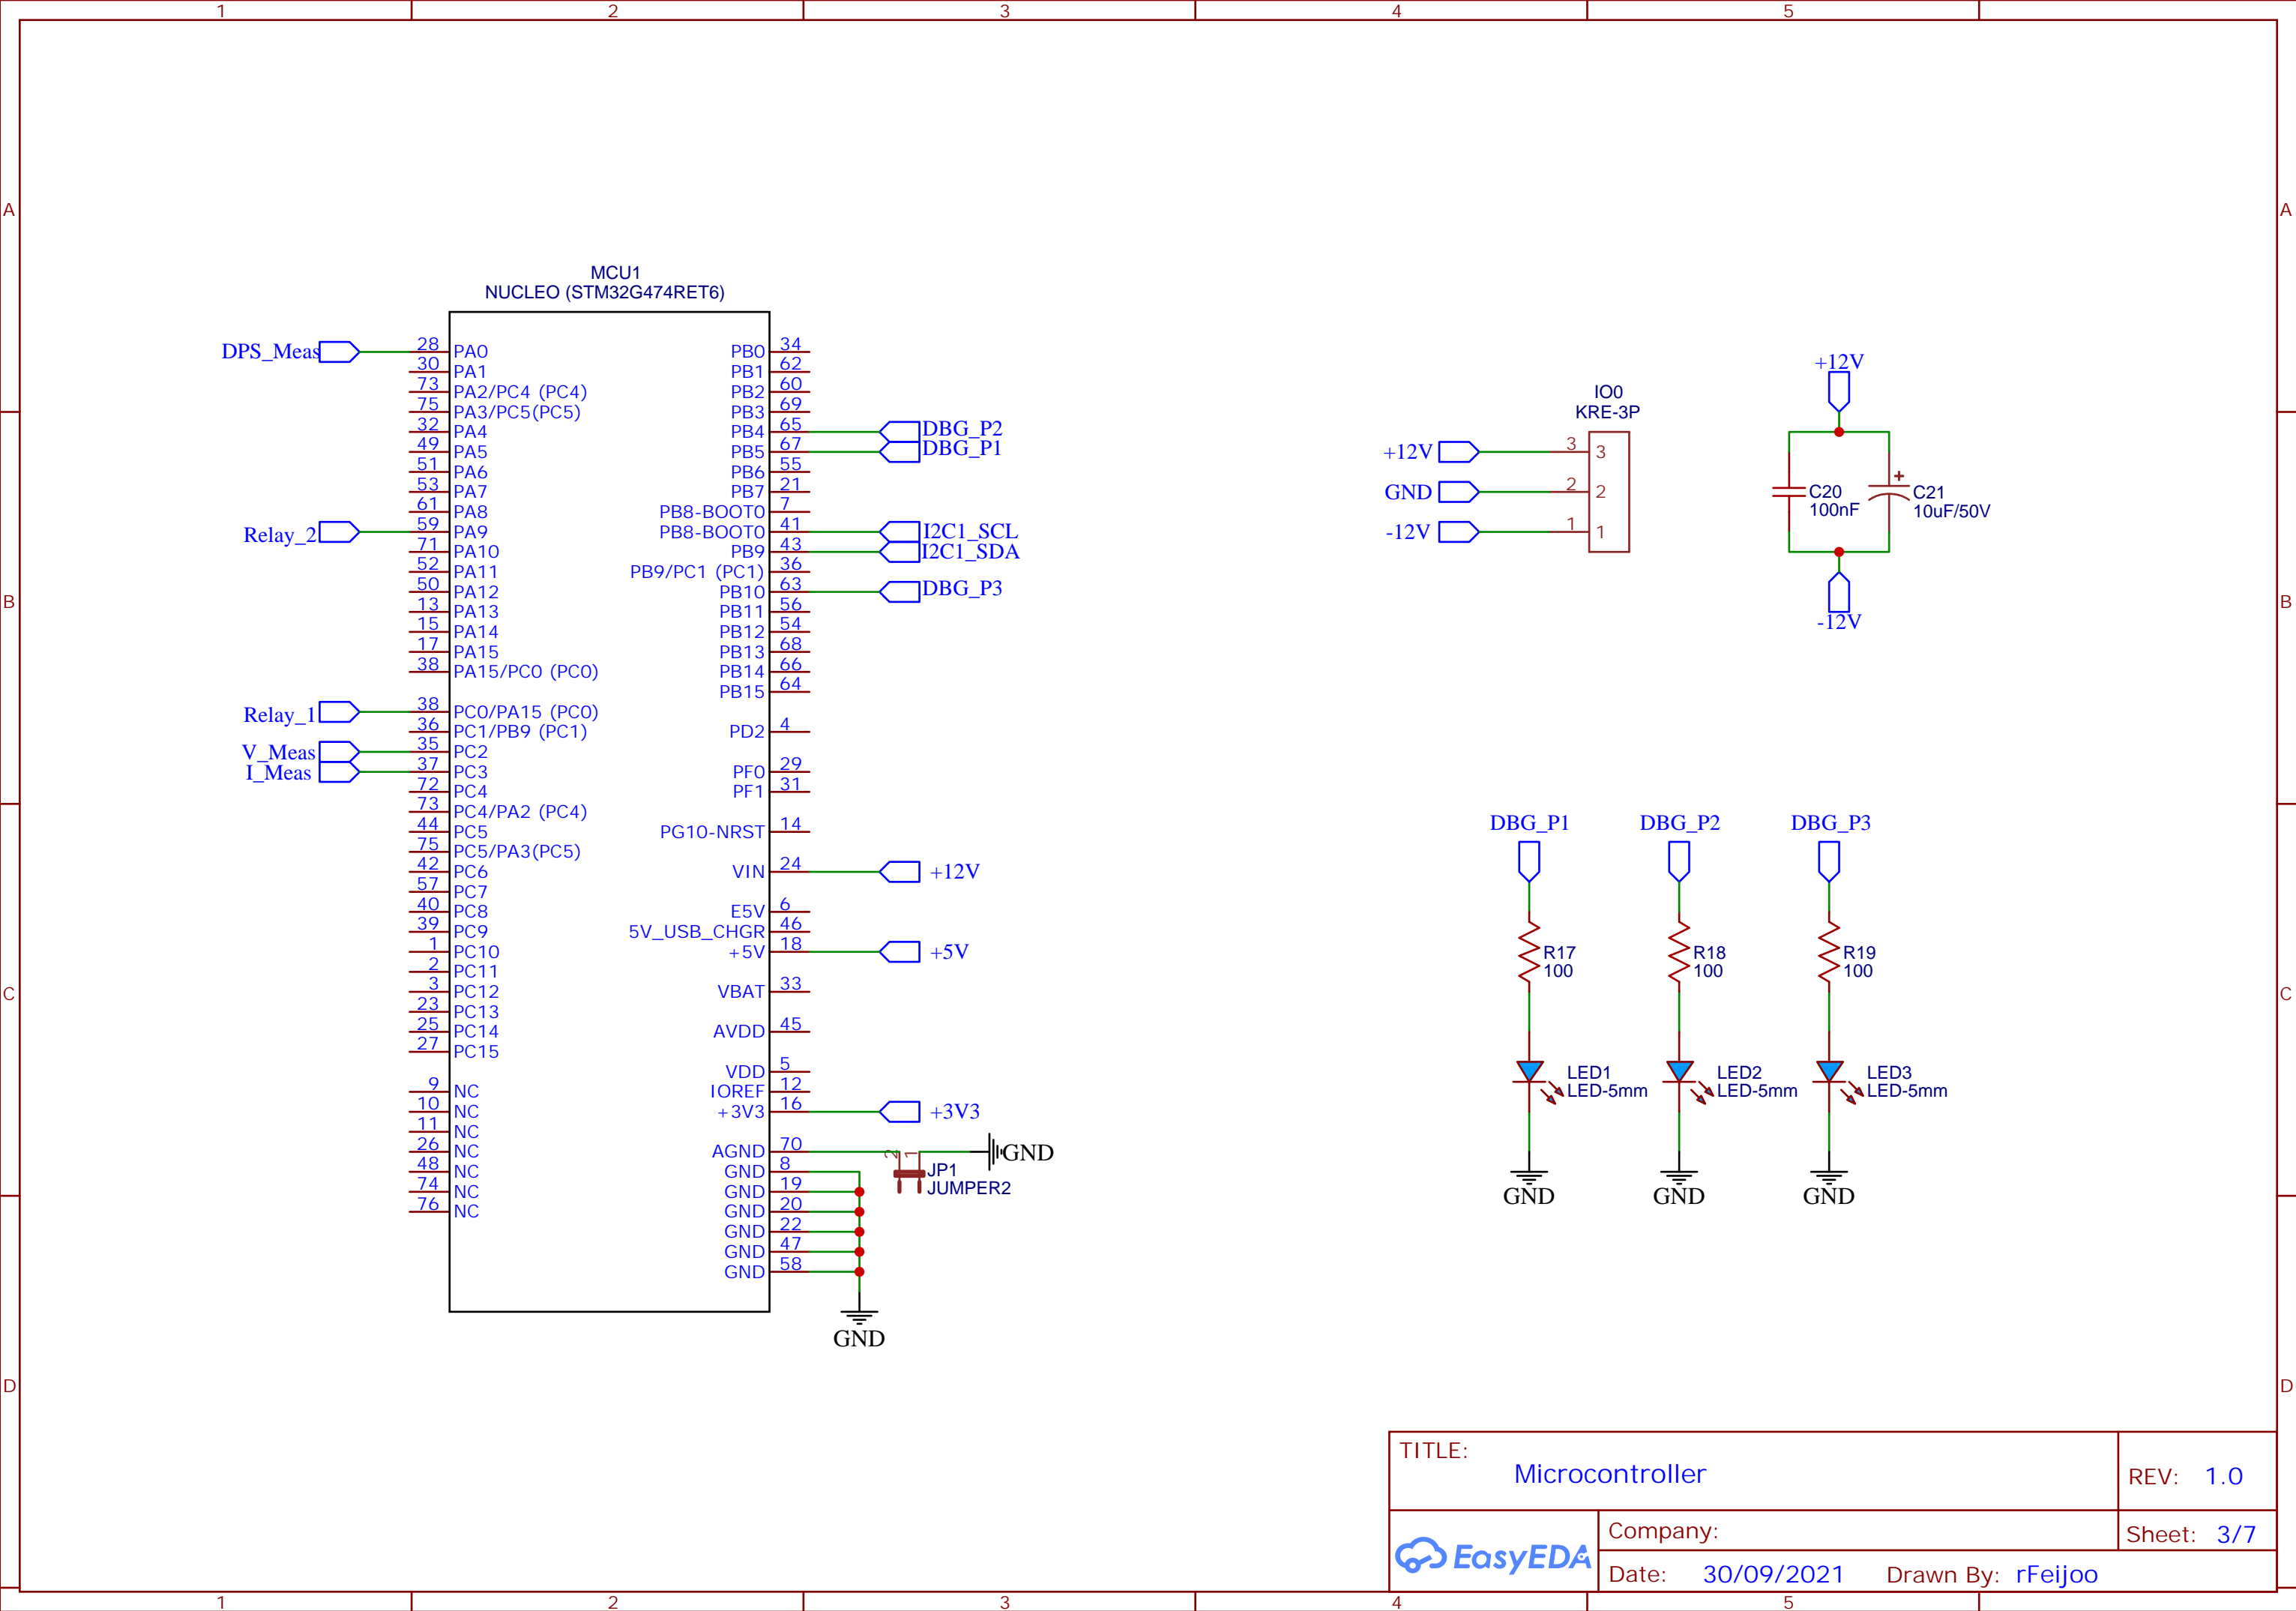 1 2 3 4 5
A A
B B
C C
D D
MCU1
NUCLEO (STM32G474RET6)
DPS_Meas
28 PA0
30 PA1
73 PA2/PC4 (PC4)
75 PA3/PC5(PC5)
32 PA4
49 PA5
51 PA6
53 PA7
61 PA8
Relay_2
59 PA9
71 PA10
52 PA11
50 PA12
13 PA13
15 PA14
17 PA15
38 PA15/PC0 (PC0)
Relay_1
38 PC0/PA15 (PC0)
36 PC1/PB9 (PC1)
V_Meas
35 PC2
I_Meas
37 PC3
72 PC4
73 PC4/PA2 (PC4)
44 PC5
75 PC5/PA3(PC5)
42 PC6
57 PC7
40 PC8
39 PC9
1 PC10
2 PC11
3 PC12
23 PC13
25 PC14
27 PC15
9 NC
10 NC
11 NC
26 NC
48 NC
74 NC
76 NC
PB0 34
PB1 62
PB2 60
PB3 69
PB4 65 DBG_P2
PB5 67 DBG_P1
PB6 55
PB7 21
PB8-BOOT0 7
PB8-BOOT0 41 I2C1_SCL
PB9 43 I2C1_SDA
PB9/PC1 (PC1) 36
PB10 63 DBG_P3
PB11 56
PB12 54
PB13 68
PB14 66
PB15 64
PD2 4
PF0 29
PF1 31
PG10-NRST 14
VIN 24 +12V
E5V 6
5V_USB_CHGR 46
+5V 18 +5V
VBAT 33
AVDD 45
VDD 5
IOREF 12
+3V3 16 +3V3
AGND 70 2 1 GND
JP1
JUMPER2
GND 8
GND 19
GND 20
GND 22
GND 47
GND 58
GND
IO0
KRE-3P
+12V 3 3
GND 2 2
-12V 1 1
+12V
+
C20
100nF
C21
10uF/50V
-12V
DBG_P1 DBG_P2 DBG_P3
R17
100
R18
100
R19
100
LED1
LED-5mm
LED2
LED-5mm
LED3
LED-5mm
GND GND GND
TITLE:
Microcontroller
REV: 1.0
EasyEDA
Company:
Sheet: 3/7
Date: 30/09/2021 Drawn By: rFeijoo
1 2 3 4 5